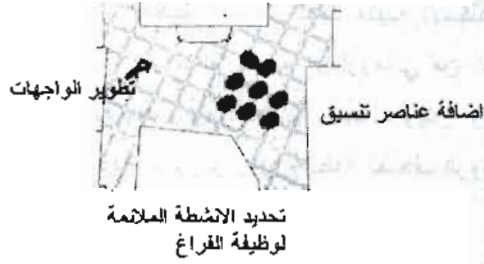 تطوير الواجهات
اضافة عناصر تنسيق
تحديد الانشطة الملائمة
لوظيفة الفراغ